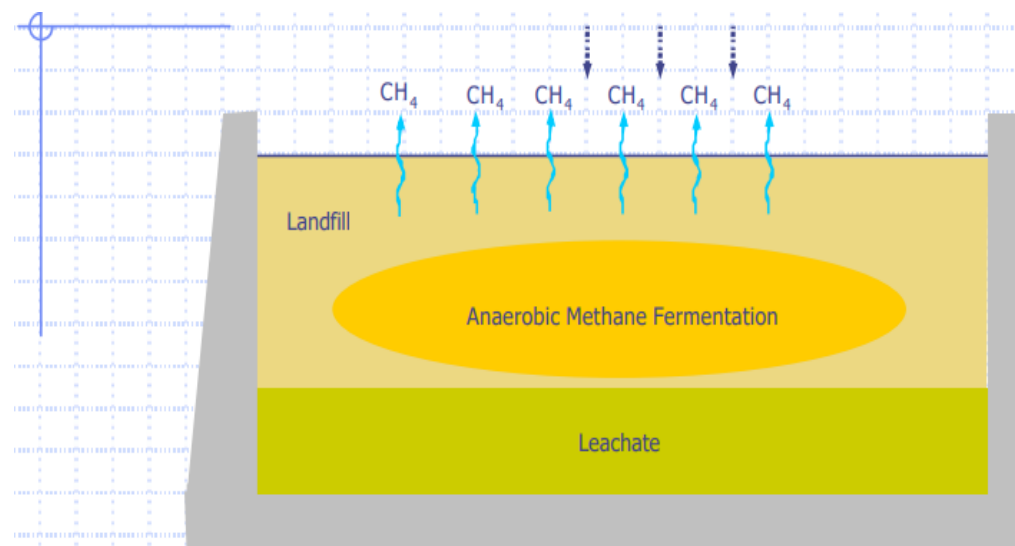 CH₄ CH₄ CH₄ CH₄ CH₄ CH₄
Landfill
Anaerobic Methane Fermentation
Leachate